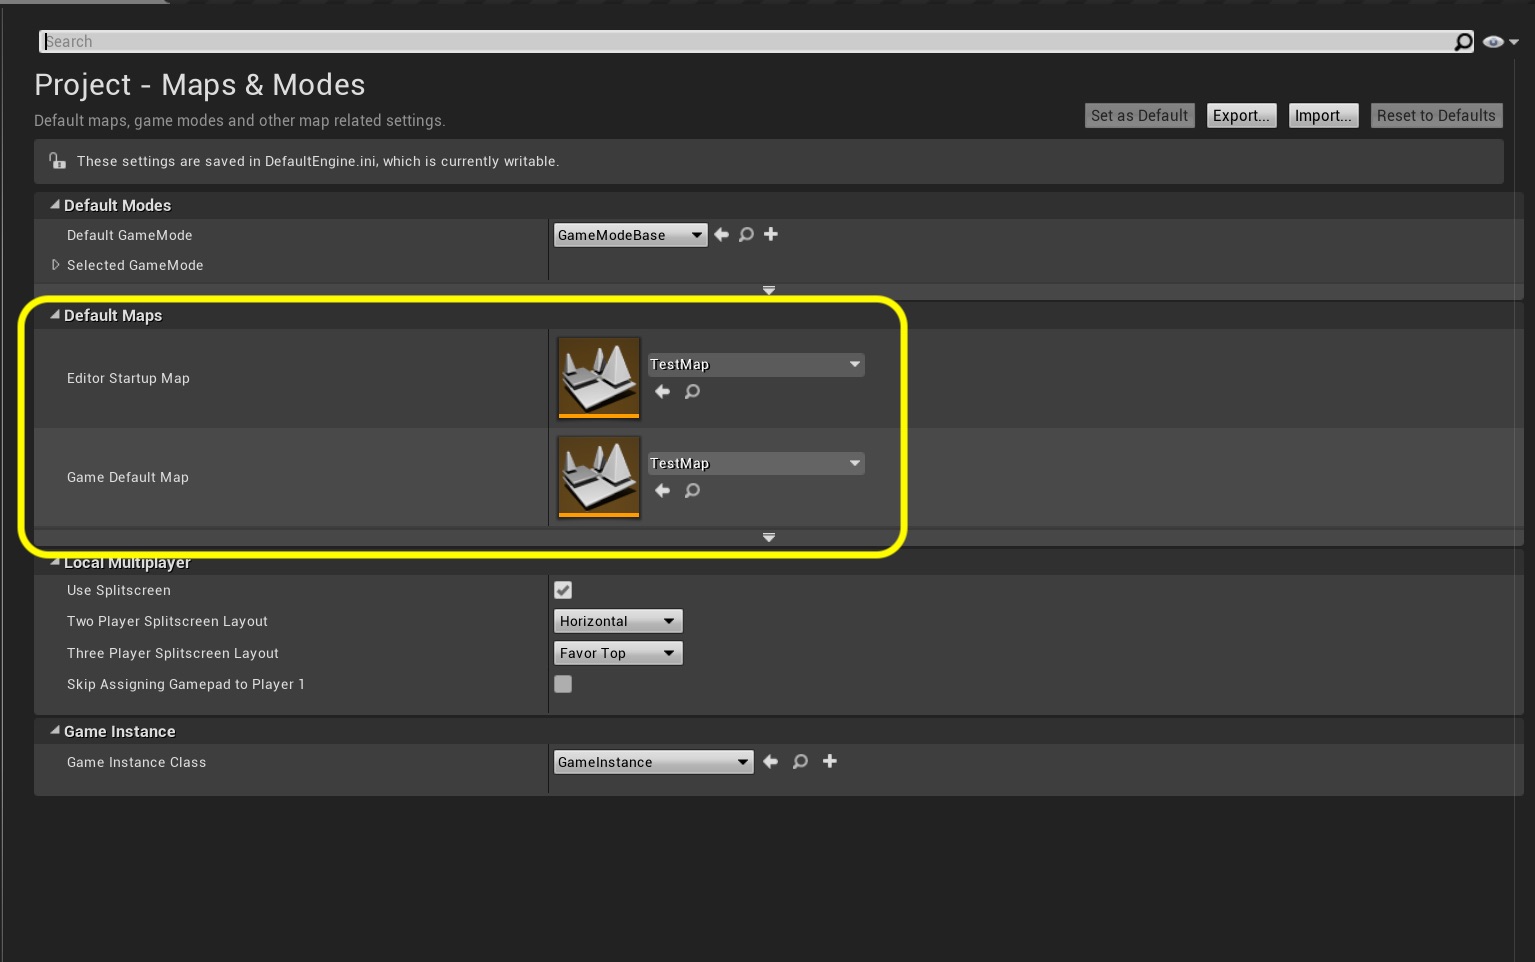 Search
Project - Maps & Modes
Default maps, game modes and other map related settings.
Set as Default Export... Import... Reset to Defaults
These settings are saved in DefaultEngine.ini, which is currently writable.
Default Modes
Default GameMode GameModeBase
Selected GameMode
Default Maps
Editor Startup Map TestMap
Game Default Map TestMap
Local Multiplayer
Use Splitscreen
Two Player Splitscreen Layout Horizontal
Three Player Splitscreen Layout Favor Top
Skip Assigning Gamepad to Player 1
Game Instance
Game Instance Class GameInstance